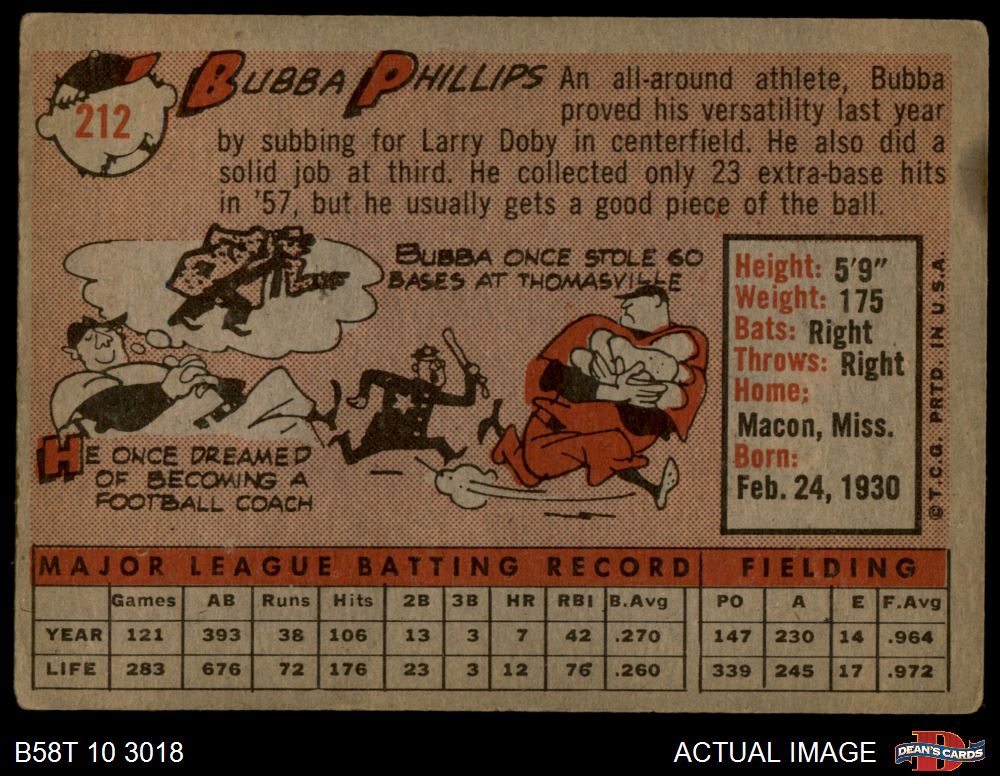 212
BUBBA PHILLIPS An all-around athlete, Bubba
proved his versatility last year
by subbing for Larry Doby in centerfield. He also did a
solid job at third. He collected only 23 extra-base hits
in '57, but he usually gets a good piece of the ball.
BUBBA ONCE STOLE 60
BASES AT THOMASVILLE
HE ONCE DREAMED
OF BECOMING A
FOOTBALL COACH
Height: 5'9"
Weight: 175
Bats: Right
Throws: Right
Home:
Macon, Miss.
Born:
Feb. 24, 1930
©T.C.G. PRTD. IN U.S.A.
MAJOR LEAGUE BATTING RECORD FIELDING
Games AB Runs Hits 2B 3B HR RBI B.Avg PO A E F.Avg
YEAR 121 393 38 106 13 3 7 42 .270 147 230 14 .964
LIFE 283 676 72 176 23 3 12 76 .260 339 245 17 .972
B58T 10 3018
ACTUAL IMAGE
DEAN'S CARDS